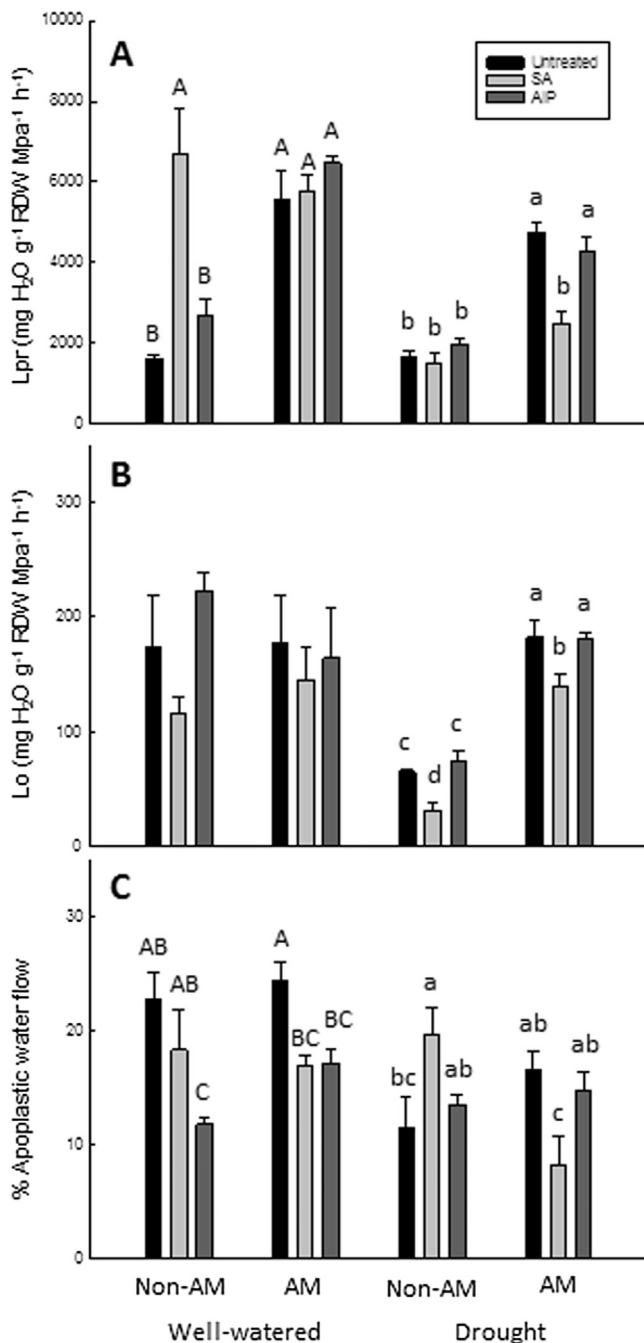 10000
A
Untreated
SA
AIP
8000
6000
4000
2000
0
Lpr (mg H₂O g⁻¹ RDW Mpa⁻¹ h⁻¹)
B A B
A A A
b b b
a b a
B
300
200
100
0
Lo (mg H₂O g⁻¹ RDW Mpa⁻¹ h⁻¹)
c d c
a b a
C
30
20
10
0
% Apoplastic water flow
AB AB C
A BC BC
bc a ab
ab c ab
Non-AM AM Non-AM AM
Well-watered Drought